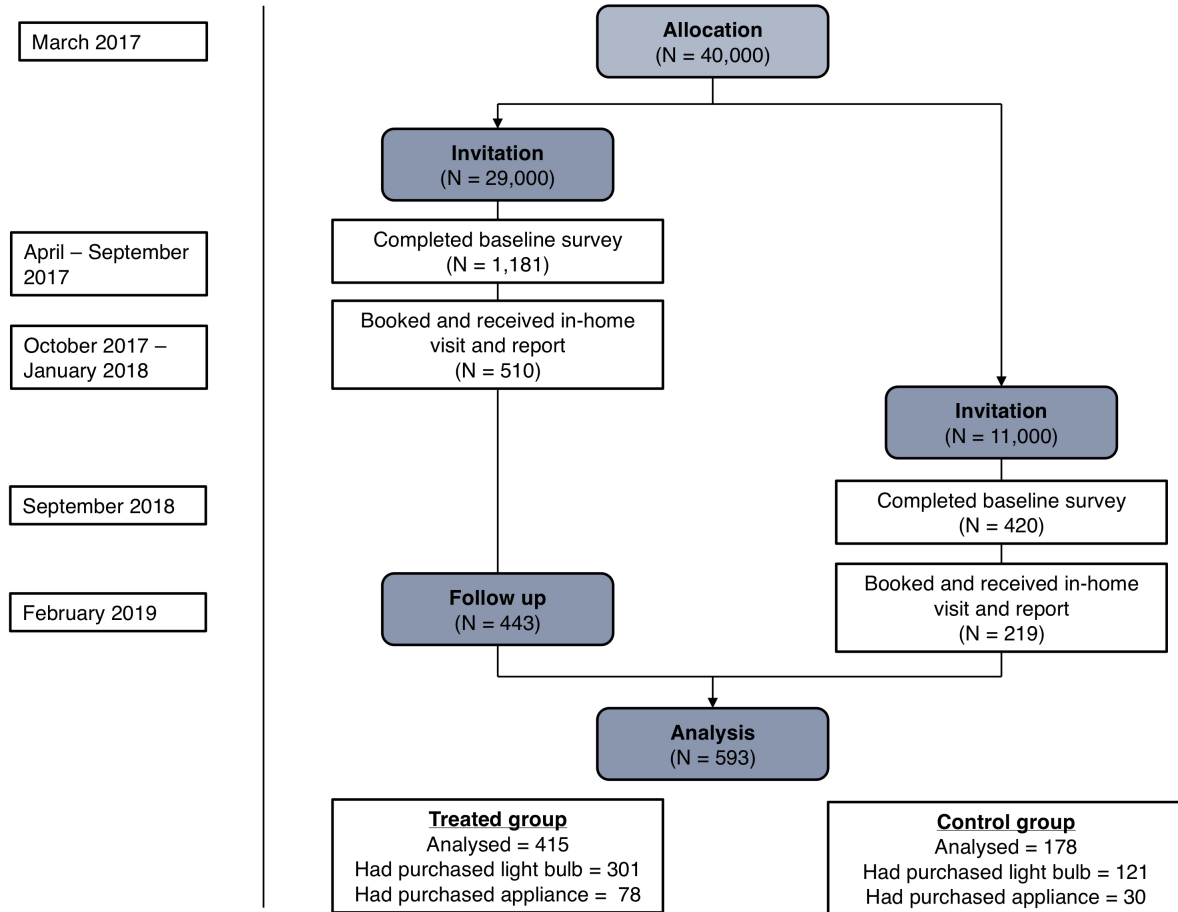 March 2017
Allocation
(N = 40,000)
Invitation
(N = 29,000)
April – September
2017
Completed baseline survey
(N = 1,181)
October 2017 –
January 2018
Booked and received in-home
visit and report
(N = 510)
Invitation
(N = 11,000)
September 2018
Completed baseline survey
(N = 420)
February 2019
Follow up
(N = 443)
Booked and received in-home
visit and report
(N = 219)
Analysis
(N = 593)
Treated group
Analysed = 415
Had purchased light bulb = 301
Had purchased appliance = 78
Control group
Analysed = 178
Had purchased light bulb = 121
Had purchased appliance = 30